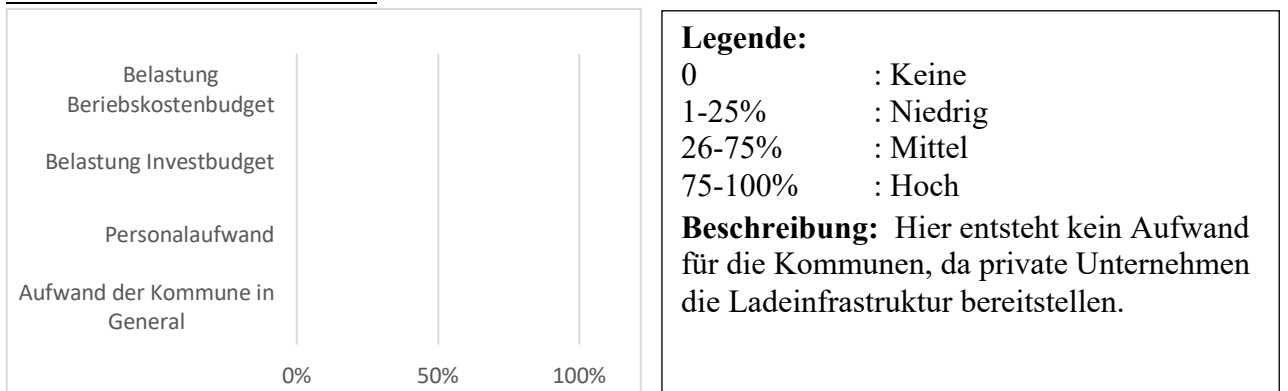 Belastung
Beriebskostenbudget
Belastung Investbudget
Personalaufwand
Aufwand der Kommune in
General
0% 50% 100%
Legende:
0 : Keine
1-25% : Niedrig
26-75% : Mittel
75-100% : Hoch
Beschreibung: Hier entsteht kein Aufwand
für die Kommunen, da private Unternehmen
die Ladeinfrastruktur bereitstellen.